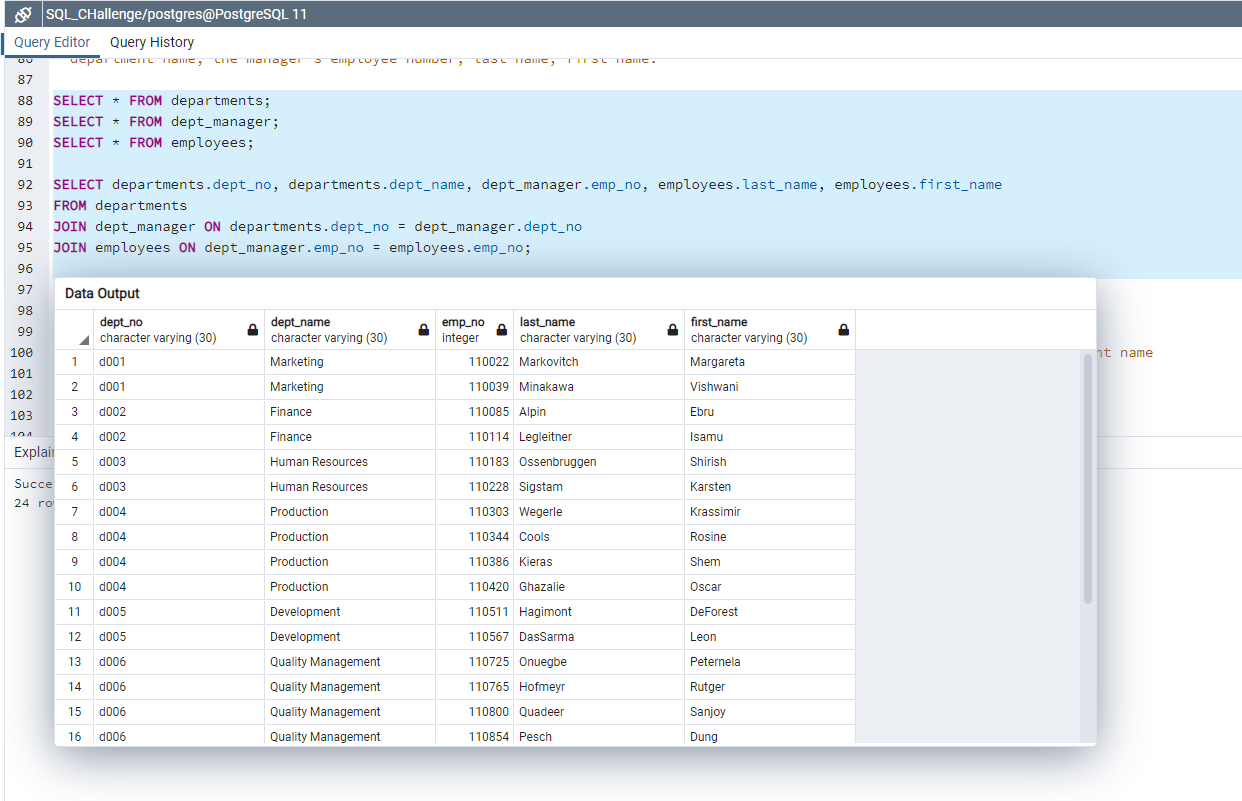 SQL_CHallenge/postgres@PostgreSQL 11
Query Editor Query History
86 department name, the manager's employee number, last name, first name.
87
88 SELECT * FROM departments;
89 SELECT * FROM dept_manager;
90 SELECT * FROM employees;
91
92 SELECT departments.dept_no, departments.dept_name, dept_manager.emp_no, employees.last_name, employees.first_name
93 FROM departments
94 JOIN dept_manager ON departments.dept_no = dept_manager.dept_no
95 JOIN employees ON dept_manager.emp_no = employees.emp_no;
96
97
98
99
100 nt name
101
102
103
104
Explai
Succe
24 ro
Data Output
dept_no dept_name emp_no last_name first_name
character varying (30) character varying (30) integer character varying (30) character varying (30)
1 d001 Marketing 110022 Markovitch Margareta
2 d001 Marketing 110039 Minakawa Vishwani
3 d002 Finance 110085 Alpin Ebru
4 d002 Finance 110114 Legleitner Isamu
5 d003 Human Resources 110183 Ossenbruggen Shirish
6 d003 Human Resources 110228 Sigstam Karsten
7 d004 Production 110303 Wegerle Krassimir
8 d004 Production 110344 Cools Rosine
9 d004 Production 110386 Kieras Shem
10 d004 Production 110420 Ghazalie Oscar
11 d005 Development 110511 Hagimont DeForest
12 d005 Development 110567 DasSarma Leon
13 d006 Quality Management 110725 Onuegbe Peternela
14 d006 Quality Management 110765 Hofmeyr Rutger
15 d006 Quality Management 110800 Quadeer Sanjoy
16 d006 Quality Management 110854 Pesch Dung